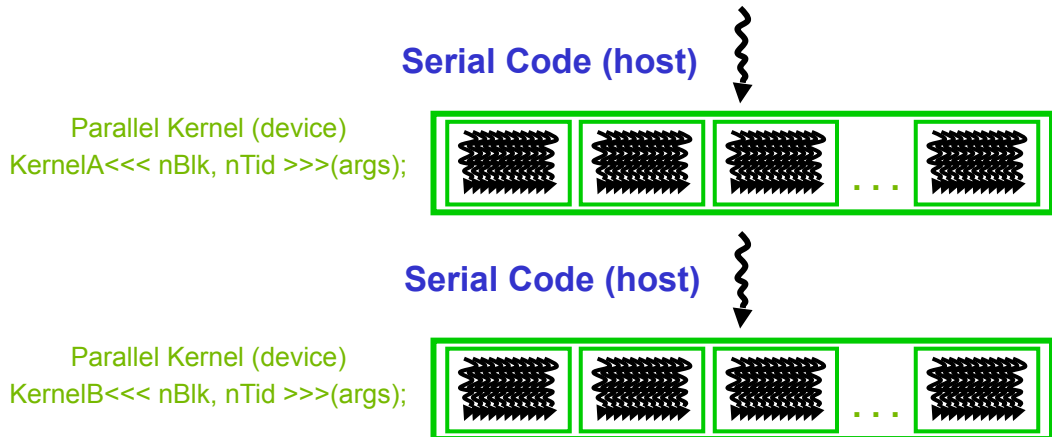 Serial Code (host)
Parallel Kernel (device)
KernelA<<< nBlk, nTid >>>(args);
. . .
Serial Code (host)
Parallel Kernel (device)
KernelB<<< nBlk, nTid >>>(args);
. . .